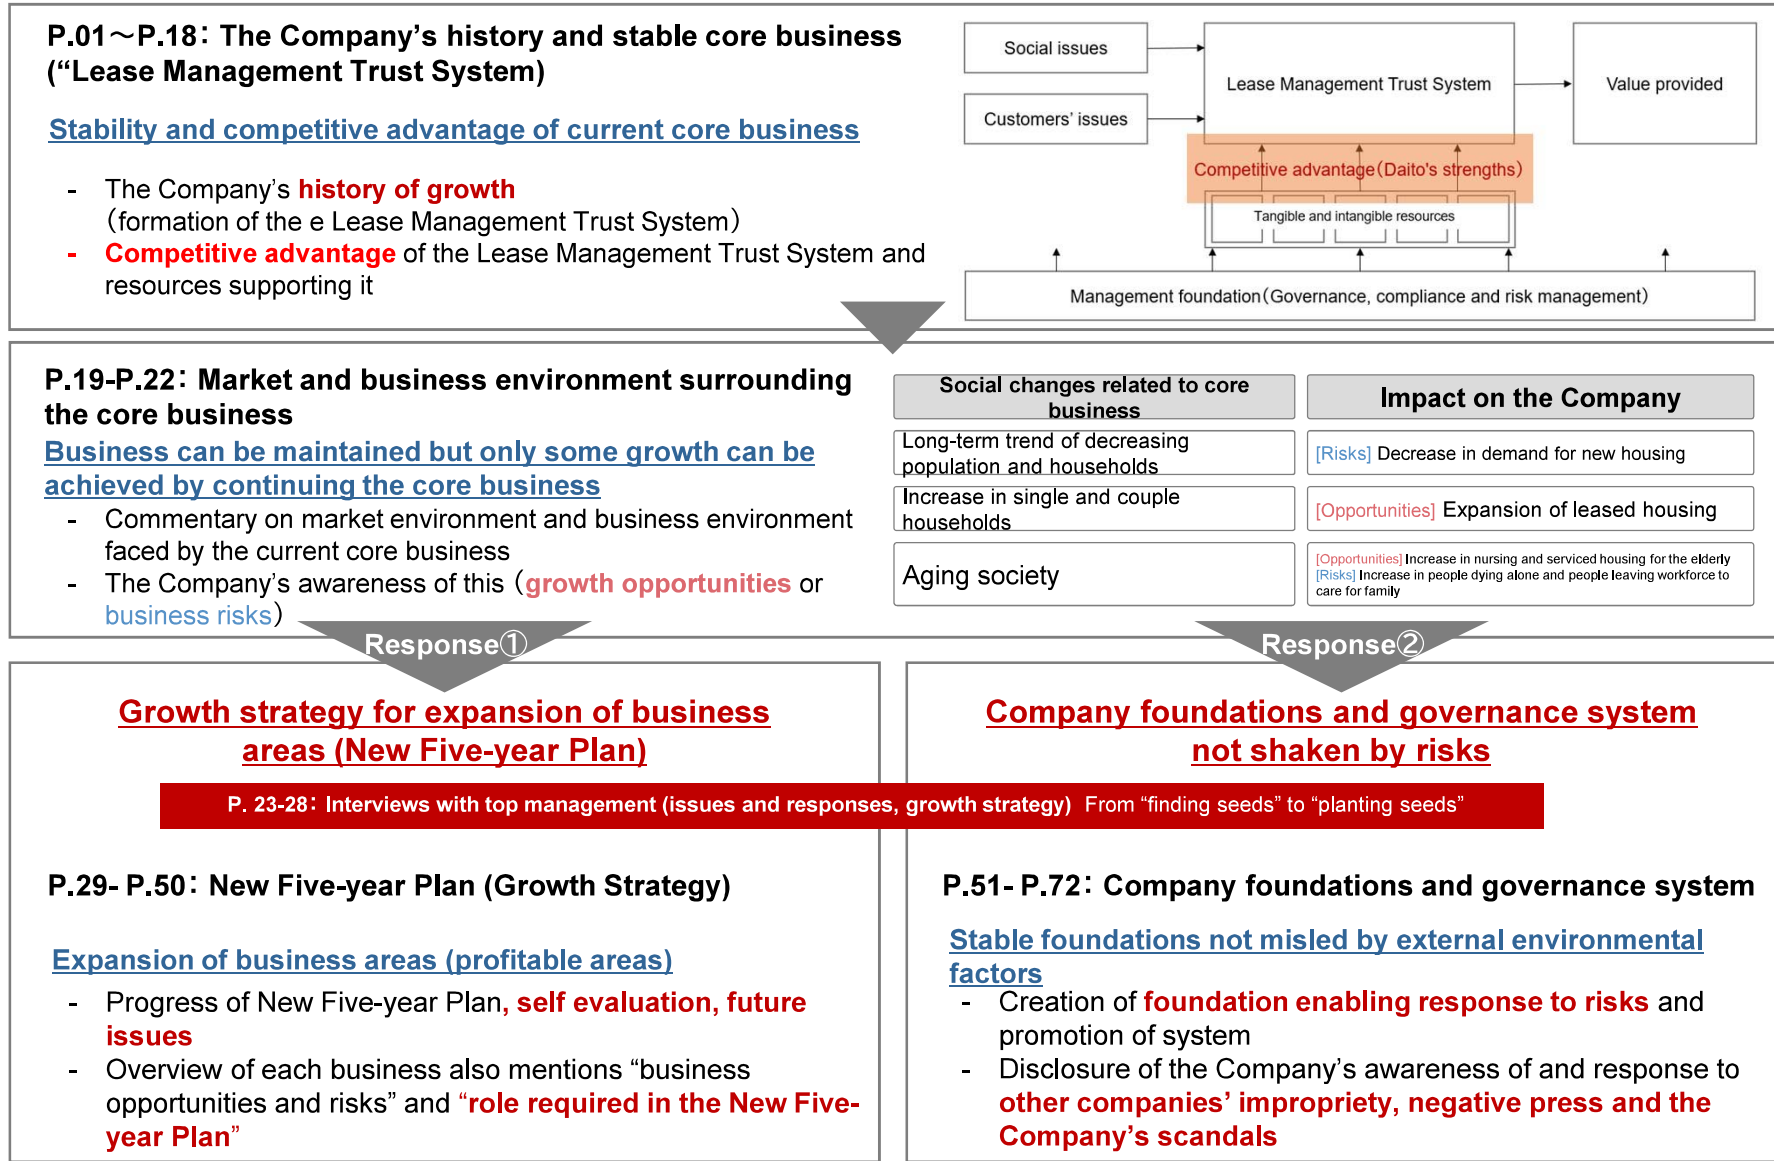 P.01～P.18：The Company’s history and stable core business
(“Lease Management Trust System)
Stability and competitive advantage of current core business
- The Company’s history of growth
（formation of the e Lease Management Trust System）
- Competitive advantage of the Lease Management Trust System and
resources supporting it
Social issues
Customers’ issues
Lease Management Trust System
Value provided
Competitive advantage（Daito's strengths）
Tangible and intangible resources
Management foundation（Governance, compliance and risk management）
P.19-P.22：Market and business environment surrounding
the core business
Business can be maintained but only some growth can be
achieved by continuing the core business
- Commentary on market environment and business environment
faced by the current core business
- The Company’s awareness of this（growth opportunities or
business risks）
Social changes related to core
business
Impact on the Company
Long-term trend of decreasing
population and households
[Risks] Decrease in demand for new housing
Increase in single and couple
households
[Opportunities] Expansion of leased housing
Aging society
[Opportunities] Increase in nursing and serviced housing for the elderly
[Risks] Increase in people dying alone and people leaving workforce to
care for family
Response①
Response②
Growth strategy for expansion of business
areas (New Five-year Plan)
Company foundations and governance system
not shaken by risks
P. 23-28：Interviews with top management (issues and responses, growth strategy) From “finding seeds” to “planting seeds”
P.29- P.50：New Five-year Plan (Growth Strategy)
Expansion of business areas (profitable areas)
- Progress of New Five-year Plan, self evaluation, future
issues
- Overview of each business also mentions “business
opportunities and risks” and “role required in the New Five-
year Plan”
P.51- P.72：Company foundations and governance system
Stable foundations not misled by external environmental
factors
- Creation of foundation enabling response to risks and
promotion of system
- Disclosure of the Company’s awareness of and response to
other companies’ impropriety, negative press and the
Company’s scandals